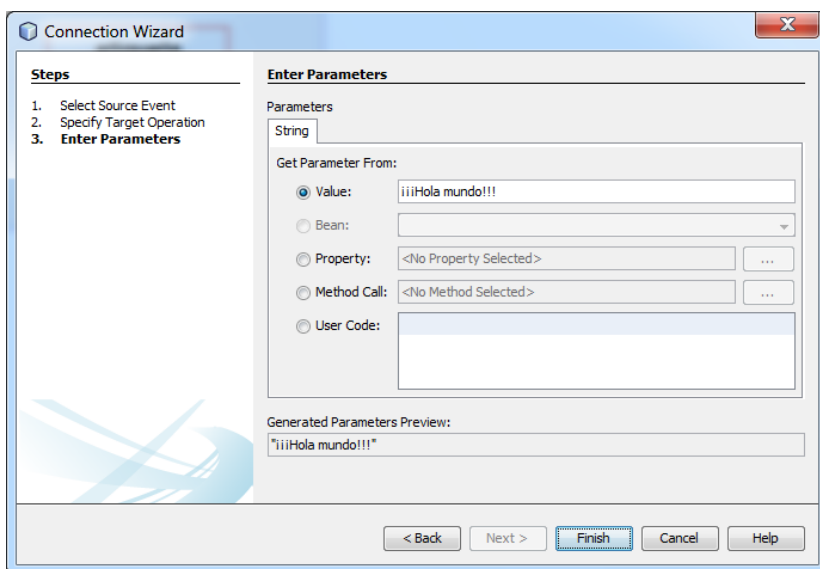 Connection Wizard
Steps
1. Select Source Event
2. Specify Target Operation
3. Enter Parameters
Enter Parameters
Parameters
String
Get Parameter From:
Value: ¡¡¡Hola mundo!!!
Bean:
Property: <No Property Selected> ...
Method Call: <No Method Selected> ...
User Code:
Generated Parameters Preview:
"¡¡¡Hola mundo!!!"
< Back Next > Finish Cancel Help